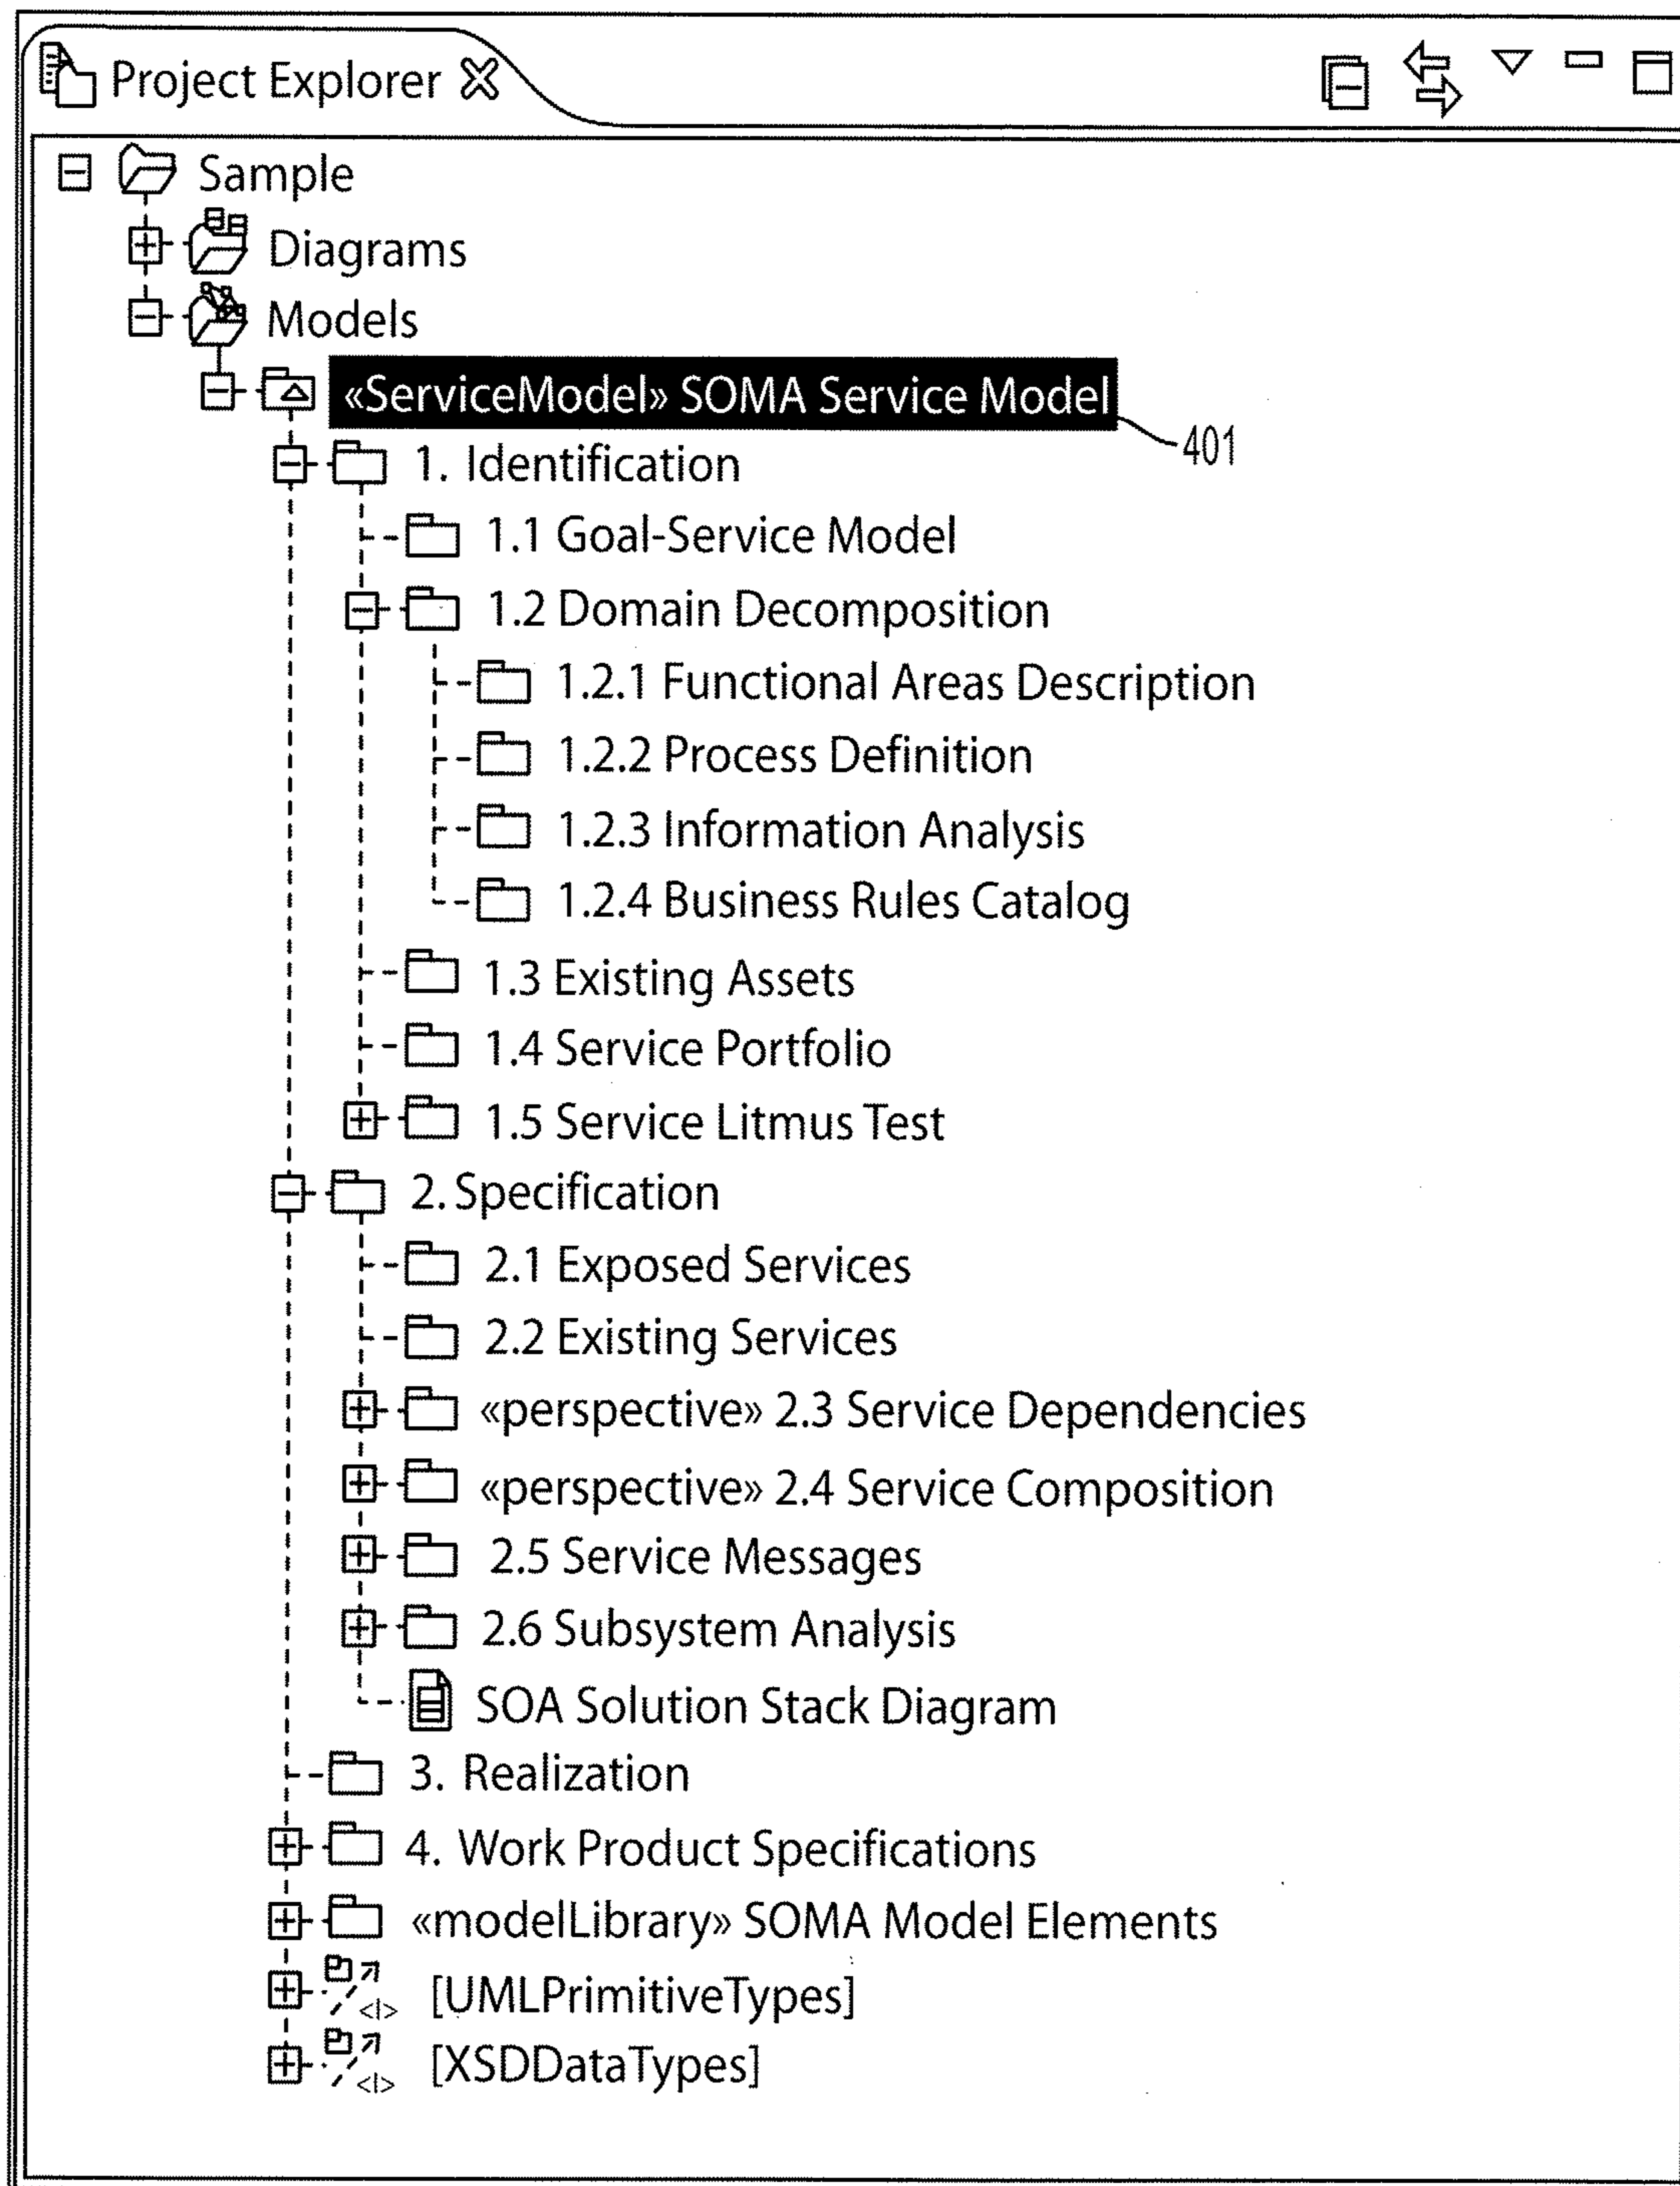 Project Explorer
Sample
Diagrams
Models
«ServiceModel» SOMA Service Model
401
1. Identification
1.1 Goal-Service Model
1.2 Domain Decomposition
1.2.1 Functional Areas Description
1.2.2 Process Definition
1.2.3 Information Analysis
1.2.4 Business Rules Catalog
1.3 Existing Assets
1.4 Service Portfolio
1.5 Service Litmus Test
2. Specification
2.1 Exposed Services
2.2 Existing Services
«perspective» 2.3 Service Dependencies
«perspective» 2.4 Service Composition
2.5 Service Messages
2.6 Subsystem Analysis
SOA Solution Stack Diagram
3. Realization
4. Work Product Specifications
«modelLibrary» SOMA Model Elements
[UMLPrimitiveTypes]
[XSDDataTypes]